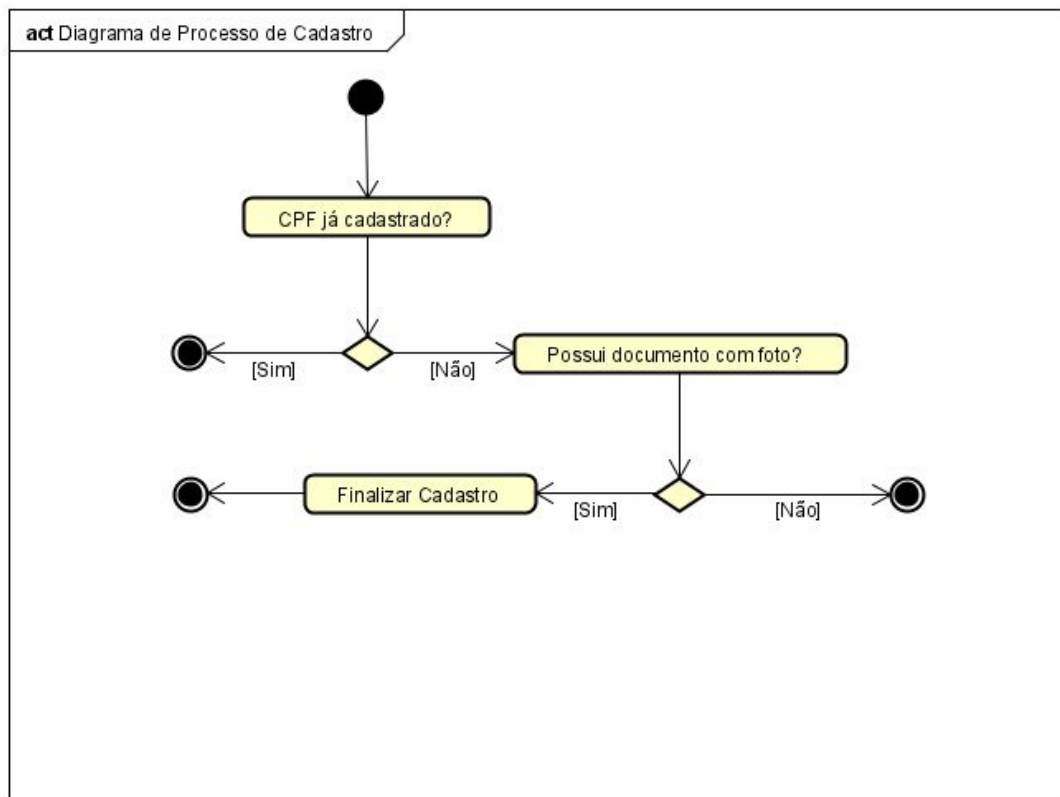 act Diagrama de Processo de Cadastro
CPF já cadastrado?
[Sim]
[Não]
Possui documento com foto?
Finalizar Cadastro
[Sim]
[Não]